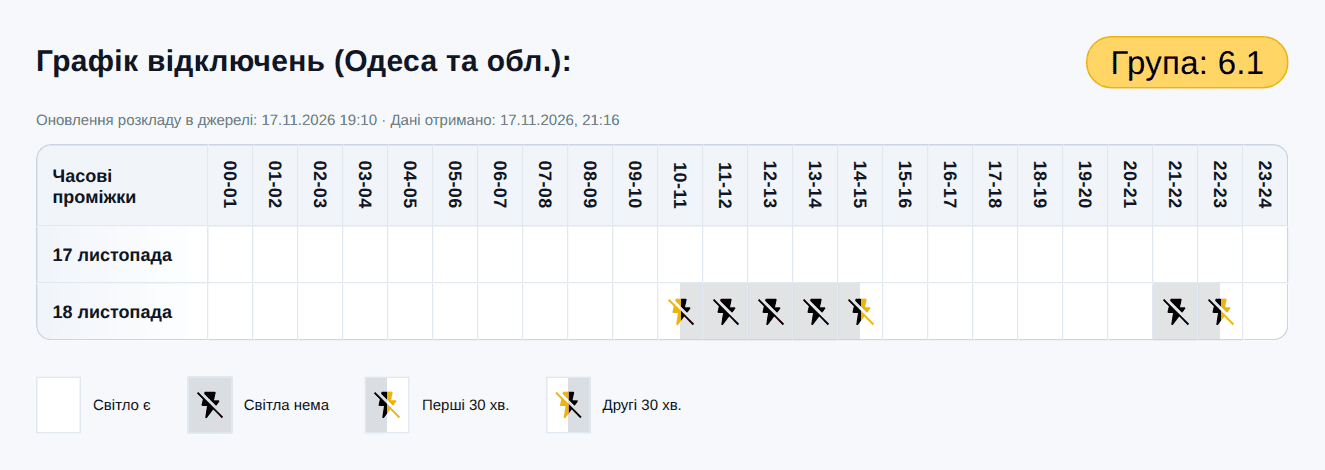 Графік відключень (Одеса та обл.):
Група: 6.1
Оновлення розкладу в джерелі: 17.11.2026 19:10 · Дані отримано: 17.11.2026, 21:16
Часові
проміжки
00-01
01-02
02-03
03-04
04-05
05-06
06-07
07-08
08-09
09-10
10-11
11-12
12-13
13-14
14-15
15-16
16-17
17-18
18-19
19-20
20-21
21-22
22-23
23-24
17 листопада
18 листопада
Світло є
Світла нема
Перші 30 хв.
Другі 30 хв.